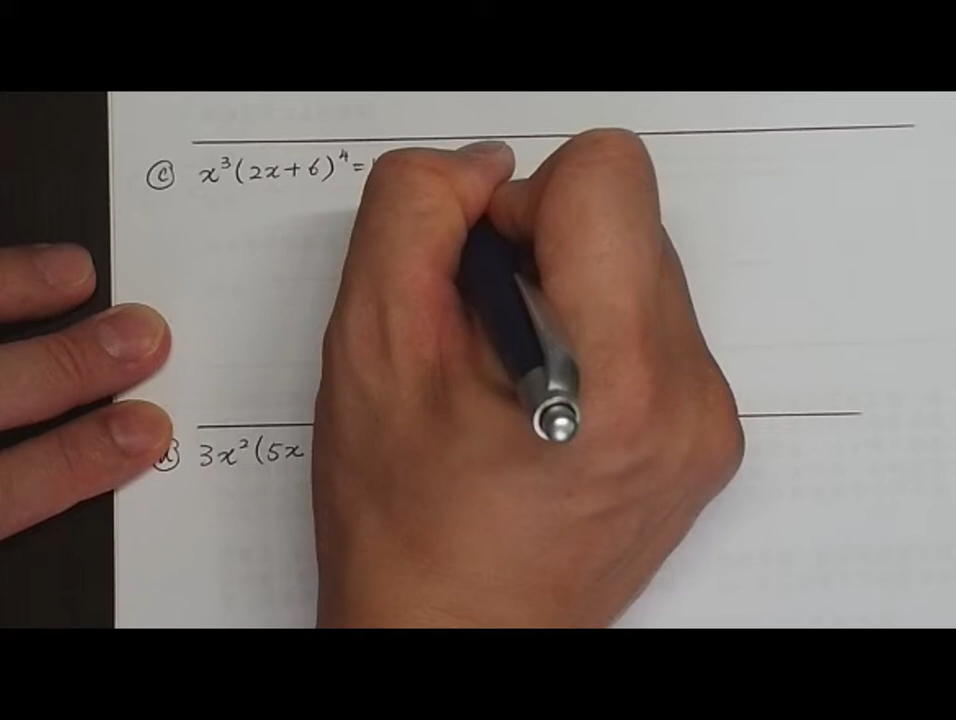 ⓒ x³(2x+6)⁴=
3x²(5x